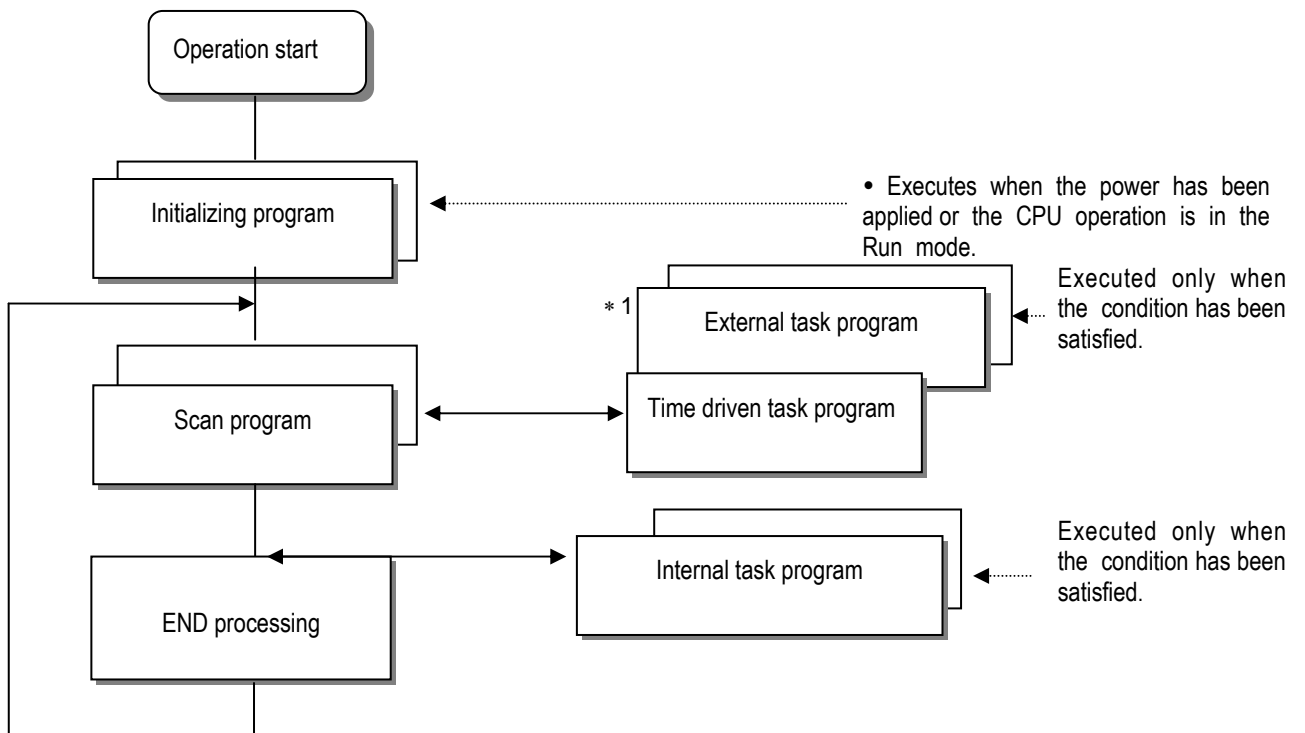 Operation start
Initializing program
• Executes when the power has been
applied or the CPU operation is in the
Run mode.
∗ 1
External task program
Executed only when
the condition has been
satisfied.
Scan program
Time driven task program
Internal task program
Executed only when
the condition has been
satisfied.
END processing